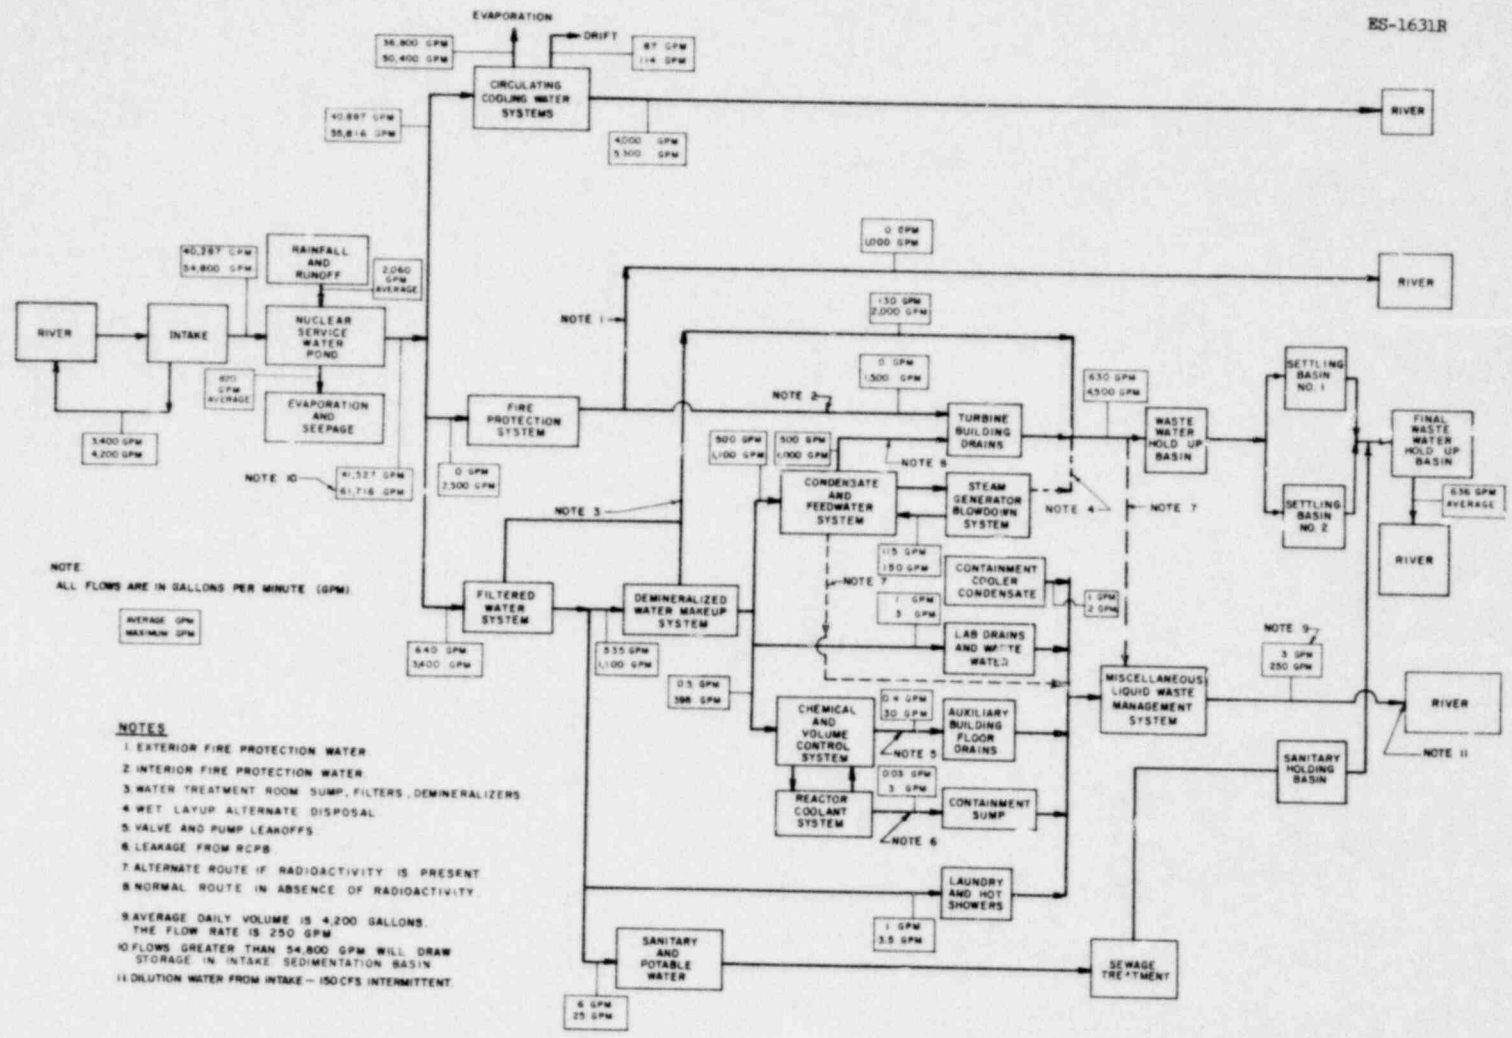 ES-1631R
EVAPORATION
DRIFT
36,800 GPM
50,400 GPM
87 GPM
114 GPM
CIRCULATING
COOLING WATER
SYSTEMS
RIVER
40,887 GPM
55,816 GPM
4,000 GPM
5,300 GPM
0 GPM
1,000 GPM
RIVER
40,287 GPM
54,800 GPM
RAINFALL
AND
RUNOFF
2,060
GPM
AVERAGE
RIVER
INTAKE
NUCLEAR
SERVICE
WATER
POND
NOTE 1
130 GPM
2,000 GPM
820
GPM
AVERAGE
EVAPORATION
AND
SEEPAGE
3,400 GPM
4,200 GPM
NOTE 10
41,527 GPM
61,716 GPM
FIRE
PROTECTION
SYSTEM
0 GPM
2,500 GPM
0 GPM
1,500 GPM
NOTE 2
TURBINE
BUILDING
DRAINS
630 GPM
4,500 GPM
WASTE
WATER
HOLD UP
BASIN
SETTLING
BASIN
NO. 1
SETTLING
BASIN
NO. 2
FINAL
WASTE
WATER
HOLD UP
BASIN
636 GPM
AVERAGE
RIVER
500 GPM
1,100 GPM
500 GPM
1,000 GPM
NOTE 8
CONDENSATE
AND
FEEDWATER
SYSTEM
STEAM
GENERATOR
BLOWDOWN
SYSTEM
NOTE 4
NOTE 7
NOTE 3
115 GPM
150 GPM
NOTE 7
CONTAINMENT
COOLER
CONDENSATE
1 GPM
2 GPM
1 GPM
3 GPM
LAB DRAINS
AND WASTE
WATER
NOTE
ALL FLOWS ARE IN GALLONS PER MINUTE (GPM)
AVERAGE GPM
MAXIMUM GPM
FILTERED
WATER
SYSTEM
640 GPM
3,400 GPM
DEMINERALIZED
WATER MAKEUP
SYSTEM
535 GPM
1,100 GPM
0.5 GPM
398 GPM
CHEMICAL
AND
VOLUME
CONTROL
SYSTEM
0.4 GPM
30 GPM
NOTE 5
AUXILIARY
BUILDING
FLOOR
DRAINS
MISCELLANEOUS
LIQUID WASTE
MANAGEMENT
SYSTEM
NOTE 9
3 GPM
250 GPM
RIVER
NOTE 11
REACTOR
COOLANT
SYSTEM
0.03 GPM
3 GPM
NOTE 6
CONTAINMENT
SUMP
SANITARY
HOLDING
BASIN
LAUNDRY
AND HOT
SHOWERS
1 GPM
3.5 GPM
SANITARY
AND
POTABLE
WATER
6 GPM
25 GPM
SEWAGE
TREATMENT
NOTES
1. EXTERIOR FIRE PROTECTION WATER
2. INTERIOR FIRE PROTECTION WATER
3. WATER TREATMENT ROOM SUMP, FILTERS, DEMINERALIZERS
4. WET LAYUP ALTERNATE DISPOSAL
5. VALVE AND PUMP LEAKOFFS
6. LEAKAGE FROM RCPB
7. ALTERNATE ROUTE IF RADIOACTIVITY IS PRESENT
8. NORMAL ROUTE IN ABSENCE OF RADIOACTIVITY
9. AVERAGE DAILY VOLUME IS 4,200 GALLONS.
THE FLOW RATE IS 250 GPM
10. FLOWS GREATER THAN 54,800 GPM WILL DRAW
STORAGE IN INTAKE SEDIMENTATION BASIN
11. DILUTION WATER FROM INTAKE - 150 CFS INTERMITTENT.